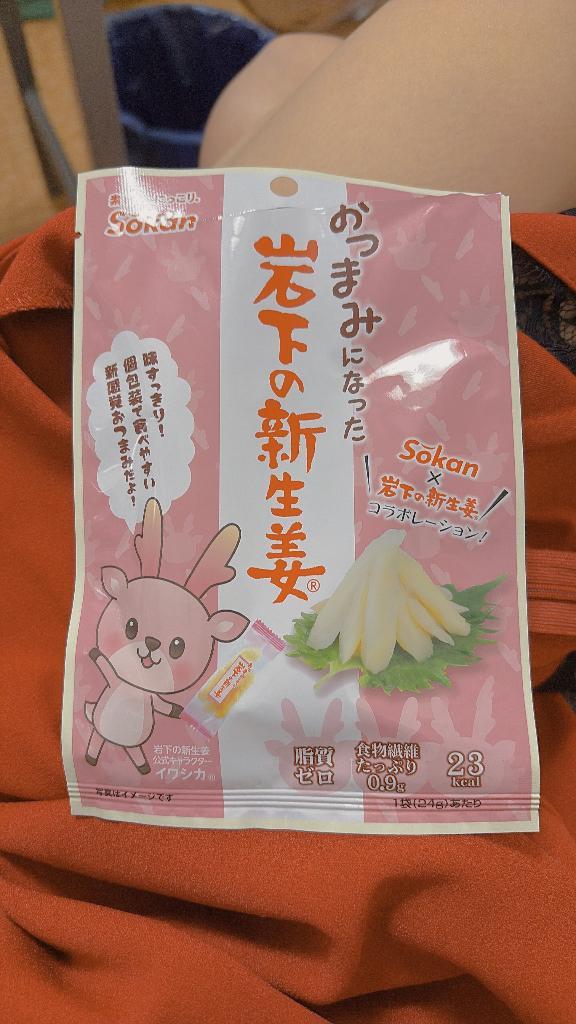 Sokan
おつまみになった
岩下の新生姜®
味すっきり！
個包装で食べやすい
新感覚おつまみだよ！
Sokan
×
岩下の新生姜
コラボレーション！
岩下の新生姜
公式キャラクター
イワシカ®
脂質
ゼロ
食物繊維
たっぷり
0.9g
23
kcal
写真はイメージです
1袋(24g)あたり